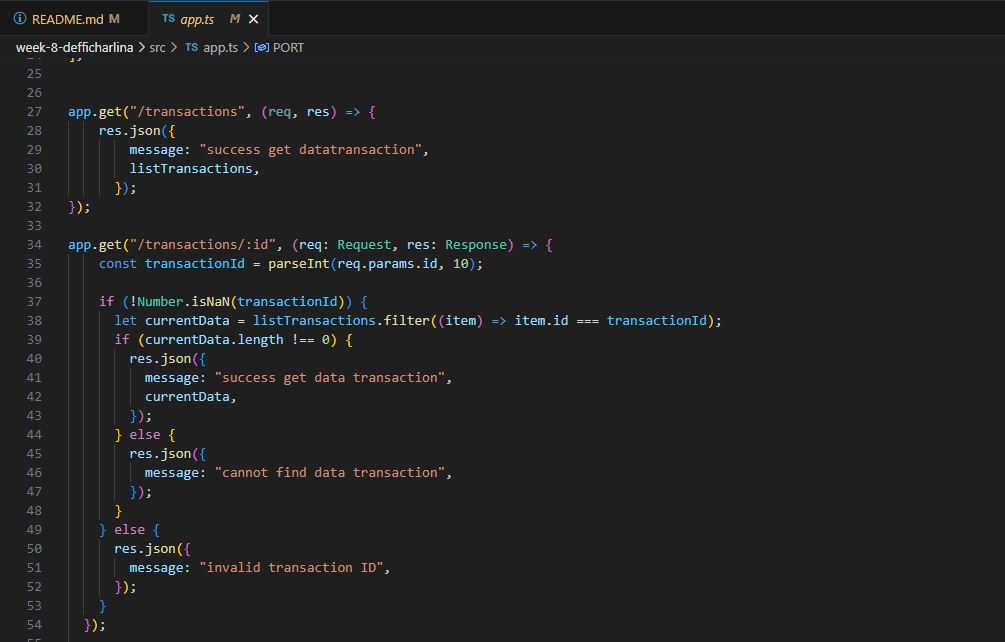 README.md M TS app.ts M
week-8-defficharlina > src > TS app.ts > PORT
25
26
27 app.get("/transactions", (req, res) => {
28 res.json({
29 message: "success get datatransaction",
30 listTransactions,
31 });
32 });
33
34 app.get("/transactions/:id", (req: Request, res: Response) => {
35 const transactionId = parseInt(req.params.id, 10);
36
37 if (!Number.isNaN(transactionId)) {
38 let currentData = listTransactions.filter((item) => item.id === transactionId);
39 if (currentData.length !== 0) {
40 res.json({
41 message: "success get data transaction",
42 currentData,
43 });
44 } else {
45 res.json({
46 message: "cannot find data transaction",
47 });
48 }
49 } else {
50 res.json({
51 message: "invalid transaction ID",
52 });
53 }
54 });